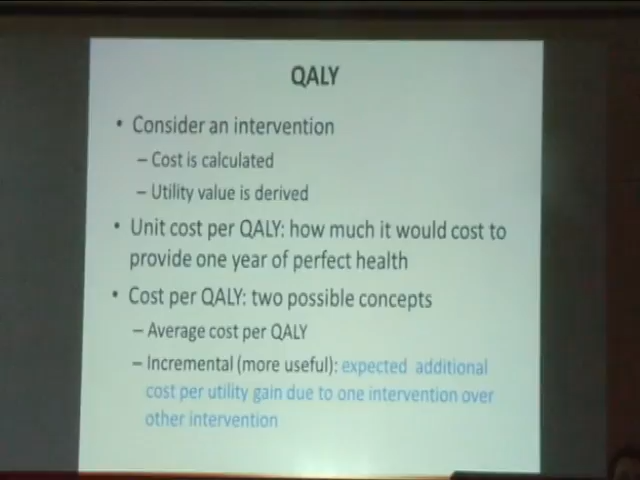 QALY
• Consider an intervention
– Cost is calculated
– Utility value is derived
• Unit cost per QALY: how much it would cost to
provide one year of perfect health
• Cost per QALY: two possible concepts
– Average cost per QALY
– Incremental (more useful): expected additional
cost per utility gain due to one intervention over
other intervention